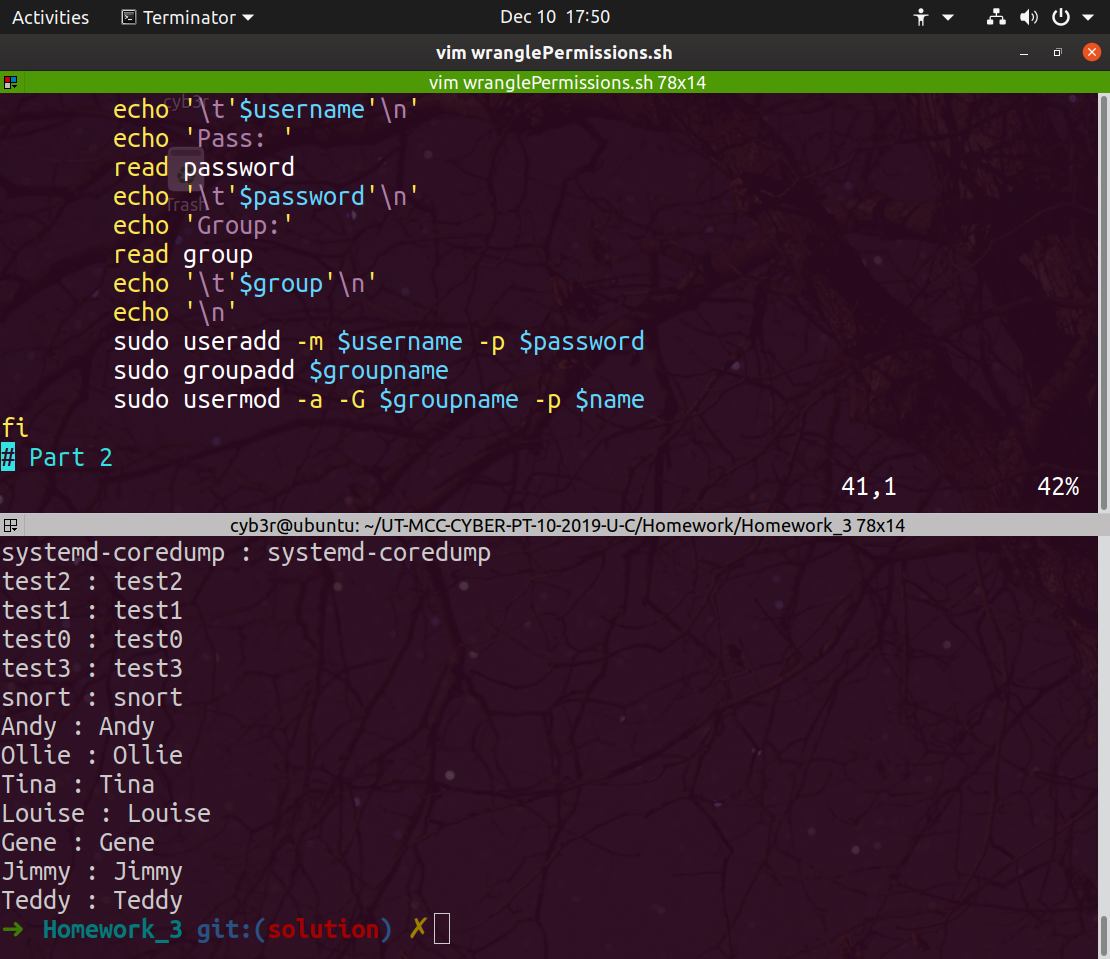 Activities Terminator Dec 10 17:50
vim wranglePermissions.sh
vim wranglePermissions.sh 78x14
cyb3r
echo '\t'$username'\n'
echo 'Pass: '
read password
echo '\t'$password'\n'
Trash
echo 'Group:'
read group
echo '\t'$group'\n'
echo '\n'
sudo useradd -m $username -p $password
sudo groupadd $groupname
sudo usermod -a -G $groupname -p $name
fi
# Part 2
41,1 42%
cyb3r@ubuntu: ~/UT-MCC-CYBER-PT-10-2019-U-C/Homework/Homework_3 78x14
systemd-coredump : systemd-coredump
test2 : test2
test1 : test1
test0 : test0
test3 : test3
snort : snort
Andy : Andy
Ollie : Ollie
Tina : Tina
Louise : Louise
Gene : Gene
Jimmy : Jimmy
Teddy : Teddy
➜ Homework_3 git:(solution) ✗